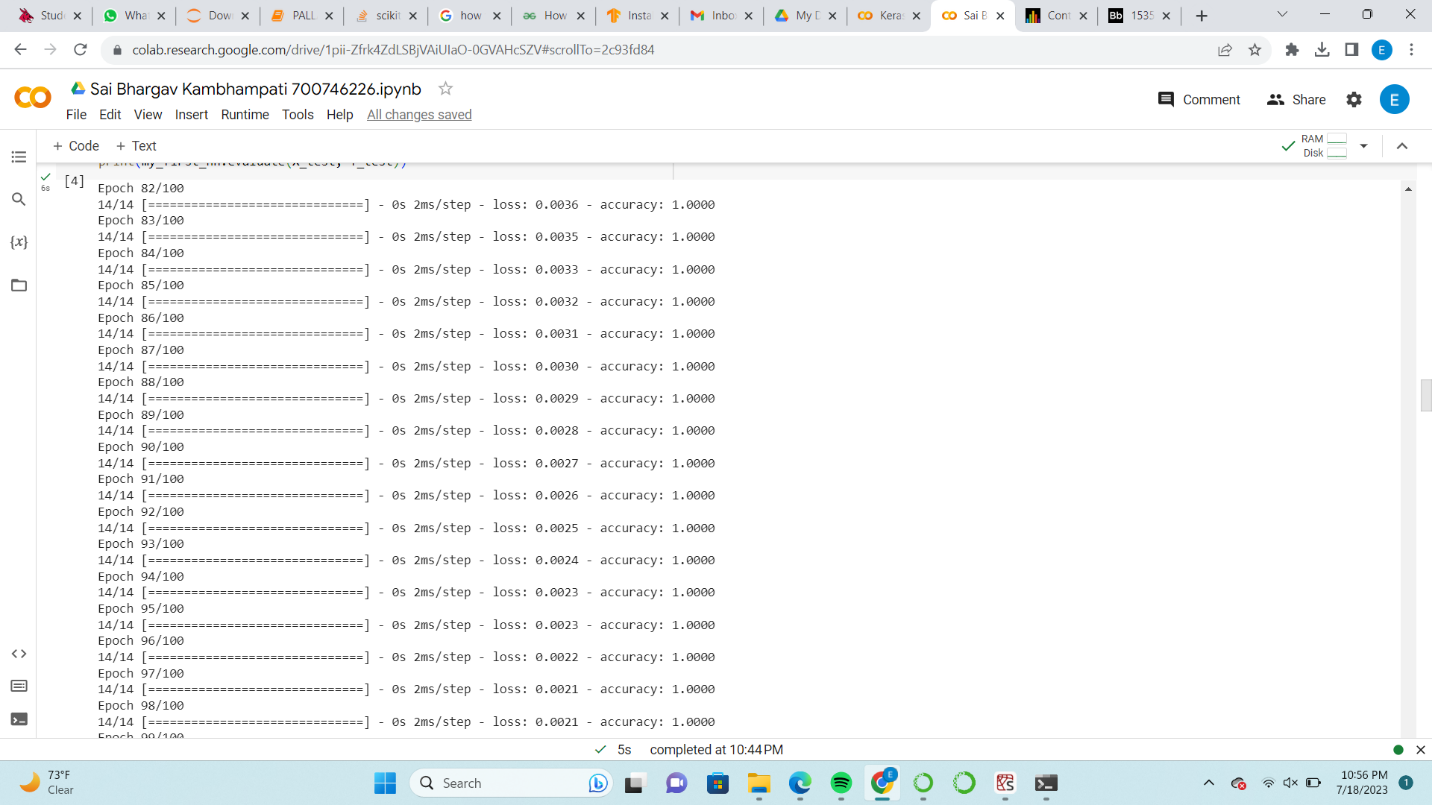 Stude
What
Dow
PALL
scikit
how
How
Insta
Inbo
My D
Keras
Sai B
Cont
Bb 1535
colab.research.google.com/drive/1pii-Zfrk4ZdLSBjVAiUIaO-0GVAHcSZV#scrollTo=2c93fd84
E
Sai Bhargav Kambhampati 700746226.ipynb
Comment
Share
E
File Edit View Insert Runtime Tools Help All changes saved
+ Code + Text
RAM
Disk
[4]
6s
Epoch 82/100
14/14 [==============================] - 0s 2ms/step - loss: 0.0036 - accuracy: 1.0000
Epoch 83/100
14/14 [==============================] - 0s 2ms/step - loss: 0.0035 - accuracy: 1.0000
Epoch 84/100
14/14 [==============================] - 0s 2ms/step - loss: 0.0033 - accuracy: 1.0000
Epoch 85/100
14/14 [==============================] - 0s 2ms/step - loss: 0.0032 - accuracy: 1.0000
Epoch 86/100
14/14 [==============================] - 0s 2ms/step - loss: 0.0031 - accuracy: 1.0000
Epoch 87/100
14/14 [==============================] - 0s 2ms/step - loss: 0.0030 - accuracy: 1.0000
Epoch 88/100
14/14 [==============================] - 0s 2ms/step - loss: 0.0029 - accuracy: 1.0000
Epoch 89/100
14/14 [==============================] - 0s 2ms/step - loss: 0.0028 - accuracy: 1.0000
Epoch 90/100
14/14 [==============================] - 0s 2ms/step - loss: 0.0027 - accuracy: 1.0000
Epoch 91/100
14/14 [==============================] - 0s 2ms/step - loss: 0.0026 - accuracy: 1.0000
Epoch 92/100
14/14 [==============================] - 0s 2ms/step - loss: 0.0025 - accuracy: 1.0000
Epoch 93/100
14/14 [==============================] - 0s 2ms/step - loss: 0.0024 - accuracy: 1.0000
Epoch 94/100
14/14 [==============================] - 0s 2ms/step - loss: 0.0023 - accuracy: 1.0000
Epoch 95/100
14/14 [==============================] - 0s 2ms/step - loss: 0.0023 - accuracy: 1.0000
Epoch 96/100
14/14 [==============================] - 0s 2ms/step - loss: 0.0022 - accuracy: 1.0000
Epoch 97/100
14/14 [==============================] - 0s 2ms/step - loss: 0.0021 - accuracy: 1.0000
Epoch 98/100
14/14 [==============================] - 0s 2ms/step - loss: 0.0021 - accuracy: 1.0000
Epoch 99/100
5s completed at 10:44 PM
73°F
Clear
Search
10:56 PM
7/18/2023
1